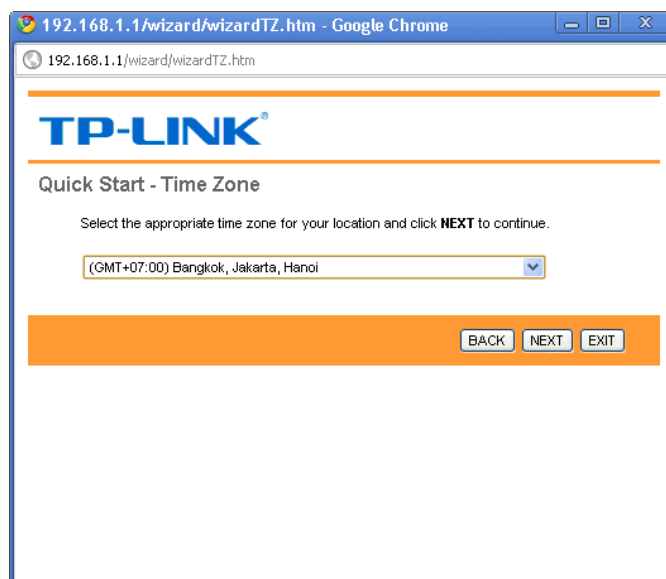 192.168.1.1/wizard/wizardTZ.htm - Google Chrome
192.168.1.1/wizard/wizardTZ.htm
TP-LINK®
Quick Start - Time Zone
Select the appropriate time zone for your location and click NEXT to continue.
(GMT+07:00) Bangkok, Jakarta, Hanoi
BACK NEXT EXIT